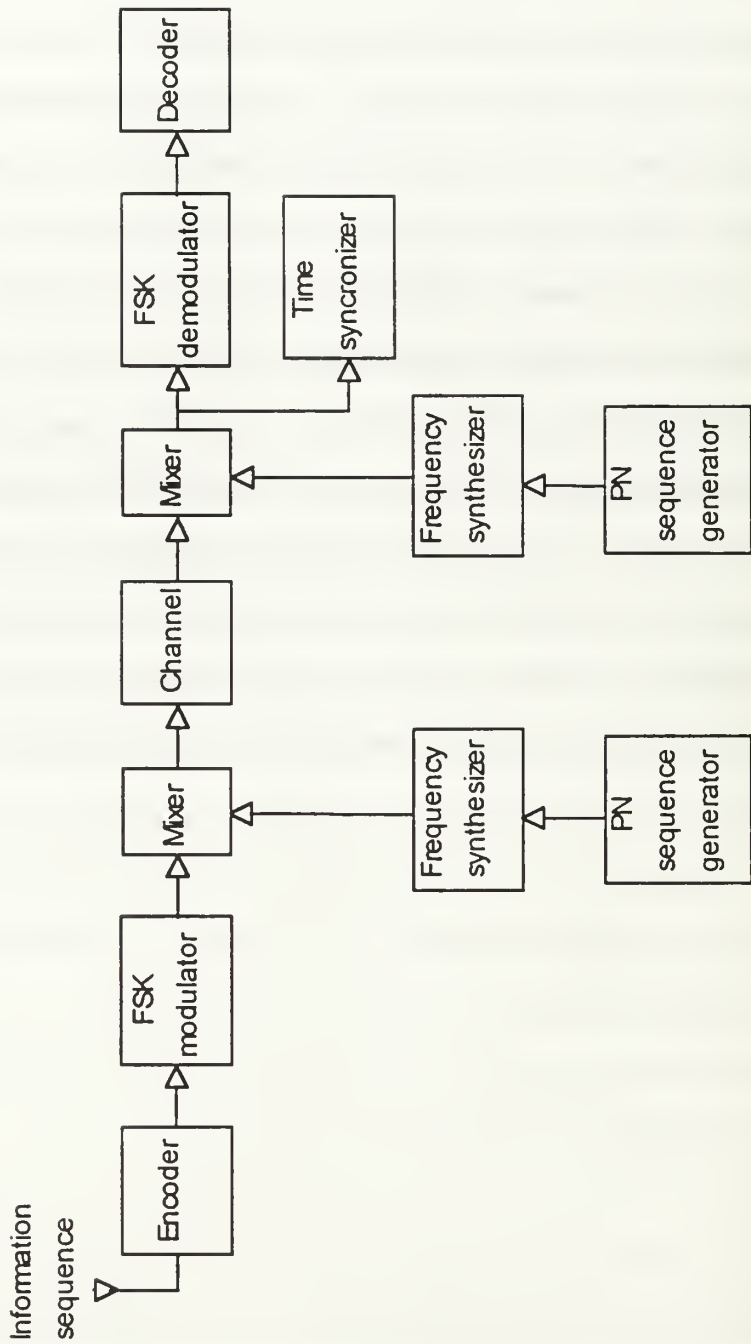 Information
sequence
Encoder
FSK
modulator
Mixer
Channel
Mixer
FSK
demodulator
Decoder
Time
syncronizer
Frequency
synthesizer
Frequency
synthesizer
PN
sequence
generator
PN
sequence
generator